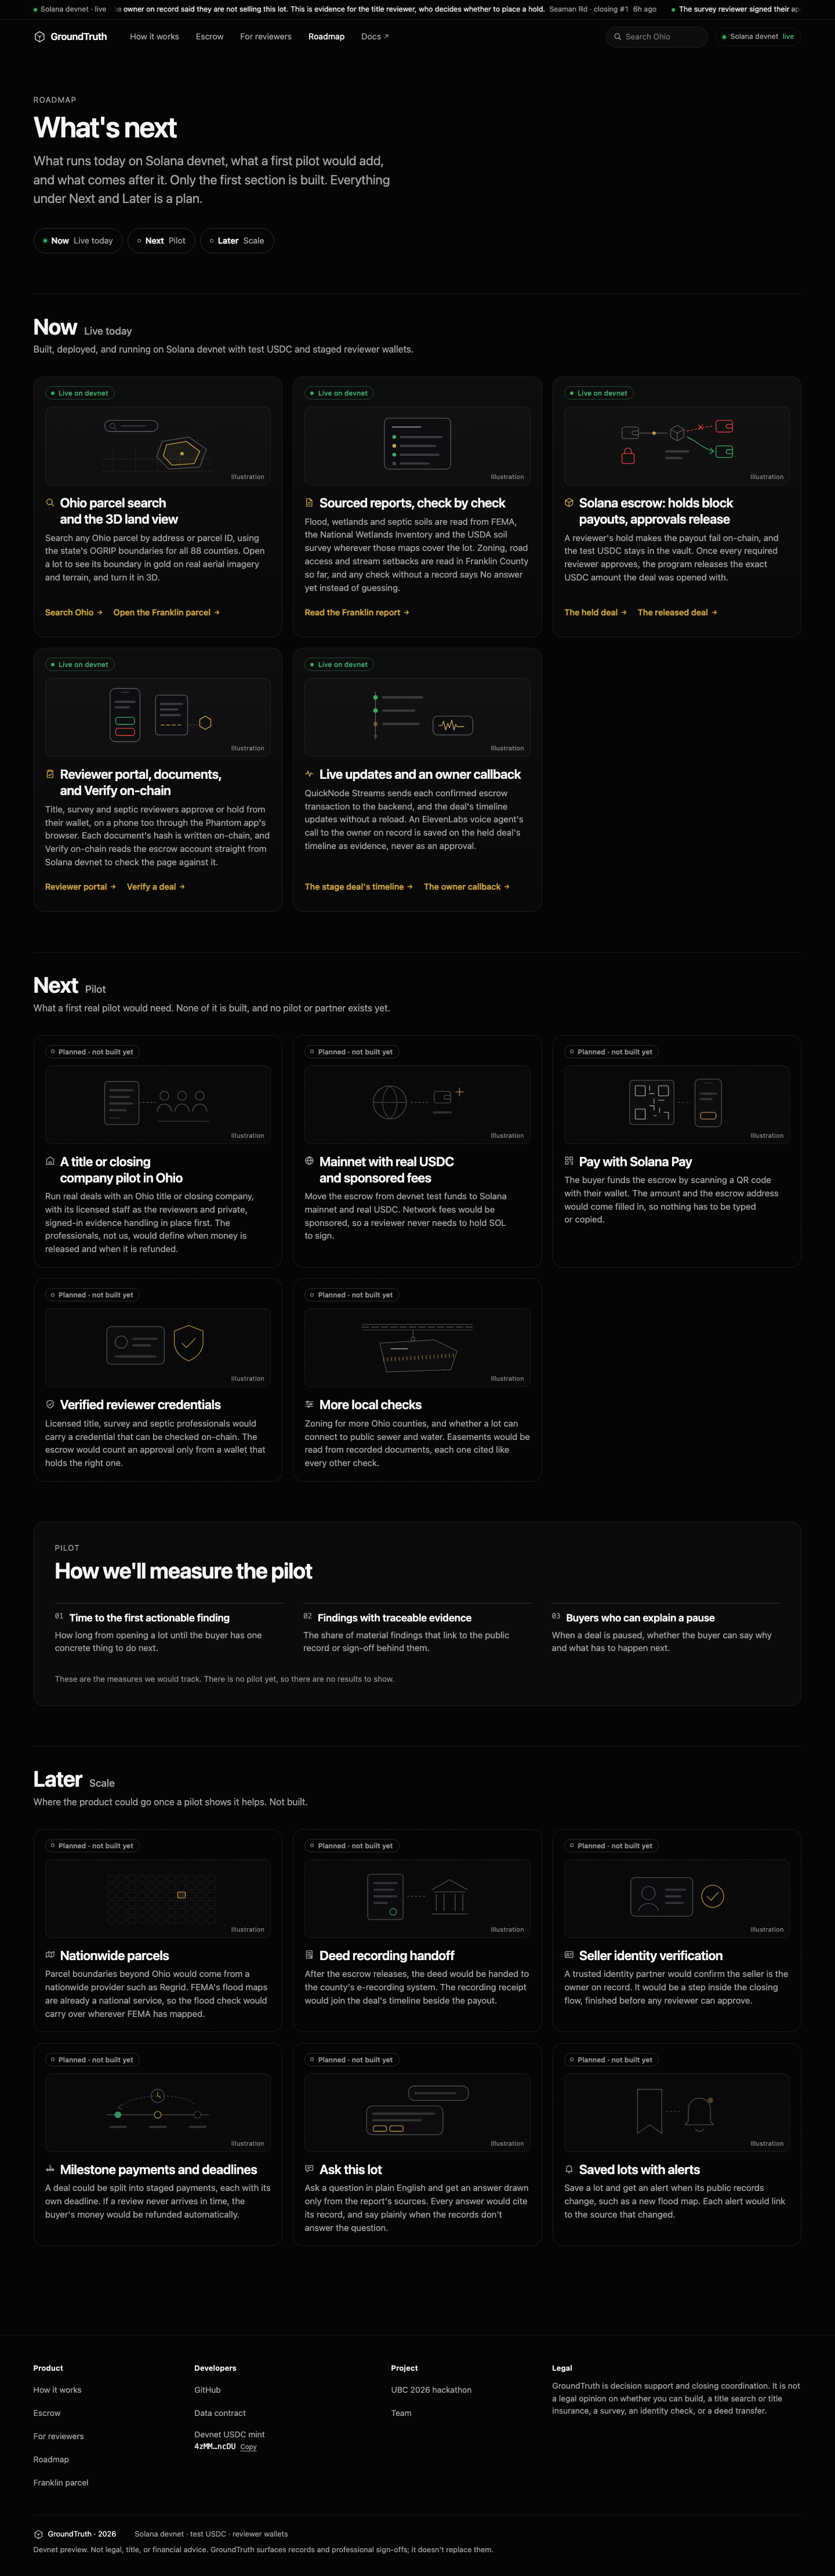 Solana devnet · live
owner on record said they are not selling this lot. This is evidence for the title reviewer, who decides whether to place a hold. Seaman Rd · closing #1 6h ago
The survey reviewer signed their
GroundTruth
How it works
Escrow
For reviewers
Roadmap
Docs ↗
Search Ohio
Solana devnet live
ROADMAP
What's next
What runs today on Solana devnet, what a first pilot would add,
and what comes after it. Only the first section is built. Everything
under Next and Later is a plan.
Now Live today
Next Pilot
Later Scale
Now Live today
Built, deployed, and running on Solana devnet with test USDC and staged reviewer wallets.
Live on devnet
Illustration
Ohio parcel search
and the 3D land view
Search any Ohio parcel by address or parcel ID, using
the state's OGRIP boundaries for all 88 counties. Open
a lot to see its boundary in gold on real aerial imagery
and terrain, and turn it in 3D.
Search Ohio → Open the Franklin parcel →
Live on devnet
Illustration
Sourced reports, check by check
Flood, wetlands and septic soils are read from FEMA,
the National Wetlands Inventory and the USDA soil
survey wherever those maps cover the lot. Zoning, road
access and stream setbacks are read in Franklin County
so far, and any check without a record says No answer
yet instead of guessing.
Read the Franklin report →
Live on devnet
Illustration
Solana escrow: holds block
payouts, approvals release
A reviewer's hold makes the payout fail on-chain, and
the test USDC stays in the vault. Once every required
reviewer approves, the program releases the exact
USDC amount the deal was opened with.
The held deal → The released deal →
Live on devnet
Illustration
Reviewer portal, documents,
and Verify on-chain
Title, survey and septic reviewers approve or hold from
their wallet, on a phone too through the Phantom app's
browser. Each document's hash is written on-chain, and
Verify on-chain reads the escrow account straight from
Solana devnet to check the page against it.
Reviewer portal → Verify a deal →
Live on devnet
Illustration
Live updates and an owner callback
QuickNode Streams sends each confirmed escrow
transaction to the backend, and the deal's timeline
updates without a reload. An ElevenLabs voice agent's
call to the owner on record is saved on the held deal's
timeline as evidence, never as an approval.
The stage deal's timeline → The owner callback →
Next Pilot
What a first real pilot would need. None of it is built, and no pilot or partner exists yet.
Planned · not built yet
Illustration
A title or closing
company pilot in Ohio
Run real deals with an Ohio title or closing company,
with its licensed staff as the reviewers and private,
signed-in evidence handling in place first. The
professionals, not us, would define when money is
released and when it is refunded.
Planned · not built yet
Illustration
Mainnet with real USDC
and sponsored fees
Move the escrow from devnet test funds to Solana
mainnet and real USDC. Network fees would be
sponsored, so a reviewer never needs to hold SOL
to sign.
Planned · not built yet
Illustration
Pay with Solana Pay
The buyer funds the escrow by scanning a QR code
with their wallet. The amount and the escrow address
would come filled in, so nothing has to be typed
or copied.
Planned · not built yet
Illustration
Verified reviewer credentials
Licensed title, survey and septic professionals would
carry a credential that can be checked on-chain. The
escrow would count an approval only from a wallet that
holds the right one.
Planned · not built yet
Illustration
More local checks
Zoning for more Ohio counties, and whether a lot can
connect to public sewer and water. Easements would be
read from recorded documents, each one cited like
every other check.
PILOT
How we'll measure the pilot
01 Time to the first actionable finding
How long from opening a lot until the buyer has one
concrete thing to do next.
02 Findings with traceable evidence
The share of material findings that link to the public
record or sign-off behind them.
03 Buyers who can explain a pause
When a deal is paused, whether the buyer can say why
and what has to happen next.
These are the measures we would track. There is no pilot yet, so there are no results to show.
Later Scale
Where the product could go once a pilot shows it helps. Not built.
Planned · not built yet
Illustration
Nationwide parcels
Parcel boundaries beyond Ohio would come from a
nationwide provider such as Regrid. FEMA's flood maps
are already a national service, so the flood check would
carry over wherever FEMA has mapped.
Planned · not built yet
Illustration
Deed recording handoff
After the escrow releases, the deed would be handed to
the county's e-recording system. The recording receipt
would join the deal's timeline beside the payout.
Planned · not built yet
Illustration
Seller identity verification
A trusted identity partner would confirm the seller is the
owner on record. It would be a step inside the closing
flow, finished before any reviewer can approve.
Planned · not built yet
Illustration
Milestone payments and deadlines
A deal could be split into staged payments, each with its
own deadline. If a review never arrives in time, the
buyer's money would be refunded automatically.
Planned · not built yet
Illustration
Ask this lot
Ask a question in plain English and get an answer drawn
only from the report's sources. Every answer would cite
its record, and say plainly when the records don't
answer the question.
Planned · not built yet
Illustration
Saved lots with alerts
Save a lot and get an alert when its public records
change, such as a new flood map. Each alert would link
to the source that changed.
Product
How it works
Escrow
For reviewers
Roadmap
Franklin parcel
Developers
GitHub
Data contract
Devnet USDC mint
4zMM…ncDU Copy
Project
UBC 2026 hackathon
Team
Legal
GroundTruth is decision support and closing coordination. It is not
a legal opinion on whether you can build, a title search or title
insurance, a survey, an identity check, or a deed transfer.
GroundTruth · 2026
Solana devnet · test USDC · reviewer wallets
Devnet preview. Not legal, title, or financial advice. GroundTruth surfaces records and professional sign-offs; it doesn't replace them.